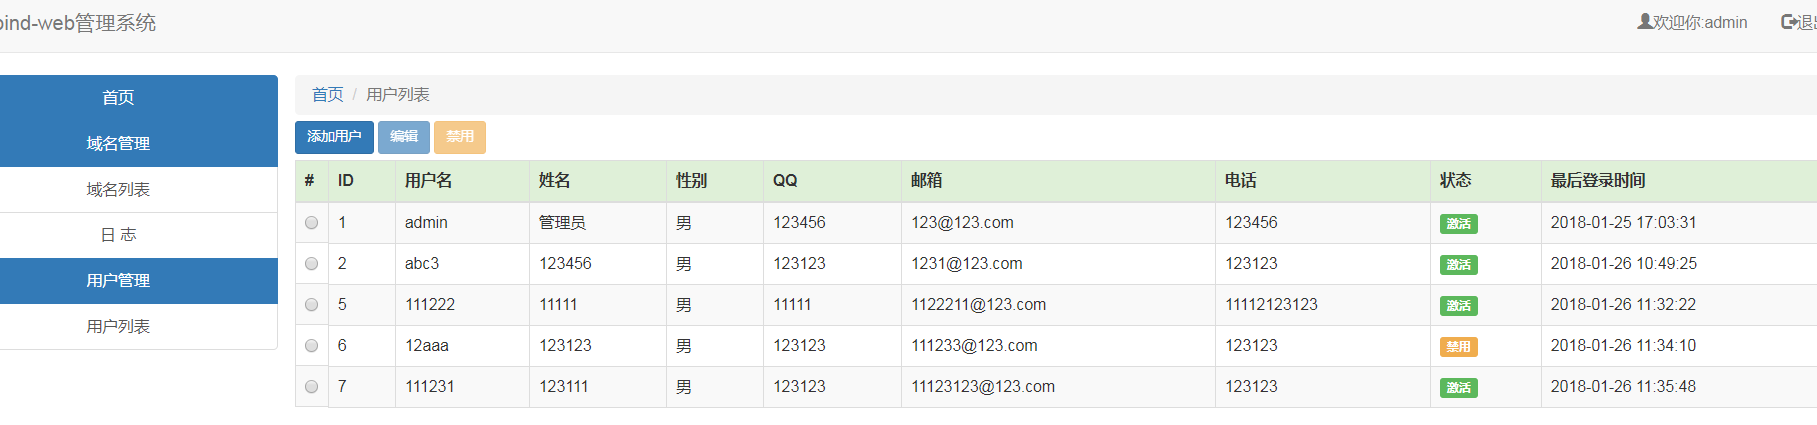 bind-web管理系统 欢迎你:admin 退出
首页
域名管理
域名列表
日 志
用户管理
用户列表
首页 / 用户列表
添加用户 编辑 禁用
# ID 用户名 姓名 性别 QQ 邮箱 电话 状态 最后登录时间
1 admin 管理员 男 123456 123@123.com 123456 激活 2018-01-25 17:03:31
2 abc3 123456 男 123123 1231@123.com 123123 激活 2018-01-26 10:49:25
5 111222 11111 男 11111 1122211@123.com 11112123123 激活 2018-01-26 11:32:22
6 12aaa 123123 男 123123 111233@123.com 123123 禁用 2018-01-26 11:34:10
7 111231 123111 男 123123 11123123@123.com 123123 激活 2018-01-26 11:35:48